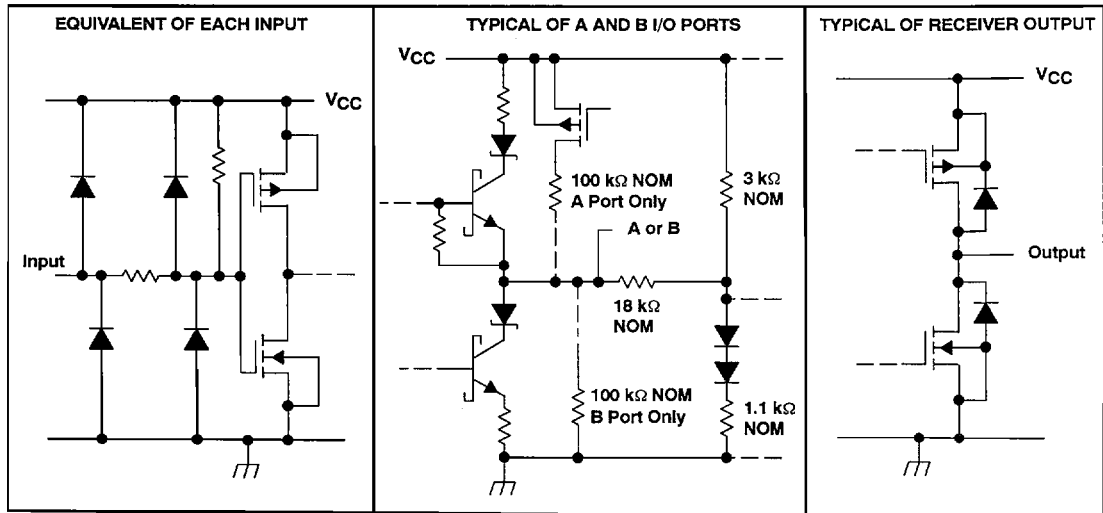 EQUIVALENT OF EACH INPUT
VCC
Input
TYPICAL OF A AND B I/O PORTS
VCC
100 kΩ NOM
A Port Only
3 kΩ
NOM
A or B
18 kΩ
NOM
100 kΩ NOM
B Port Only
1.1 kΩ
NOM
TYPICAL OF RECEIVER OUTPUT
VCC
Output